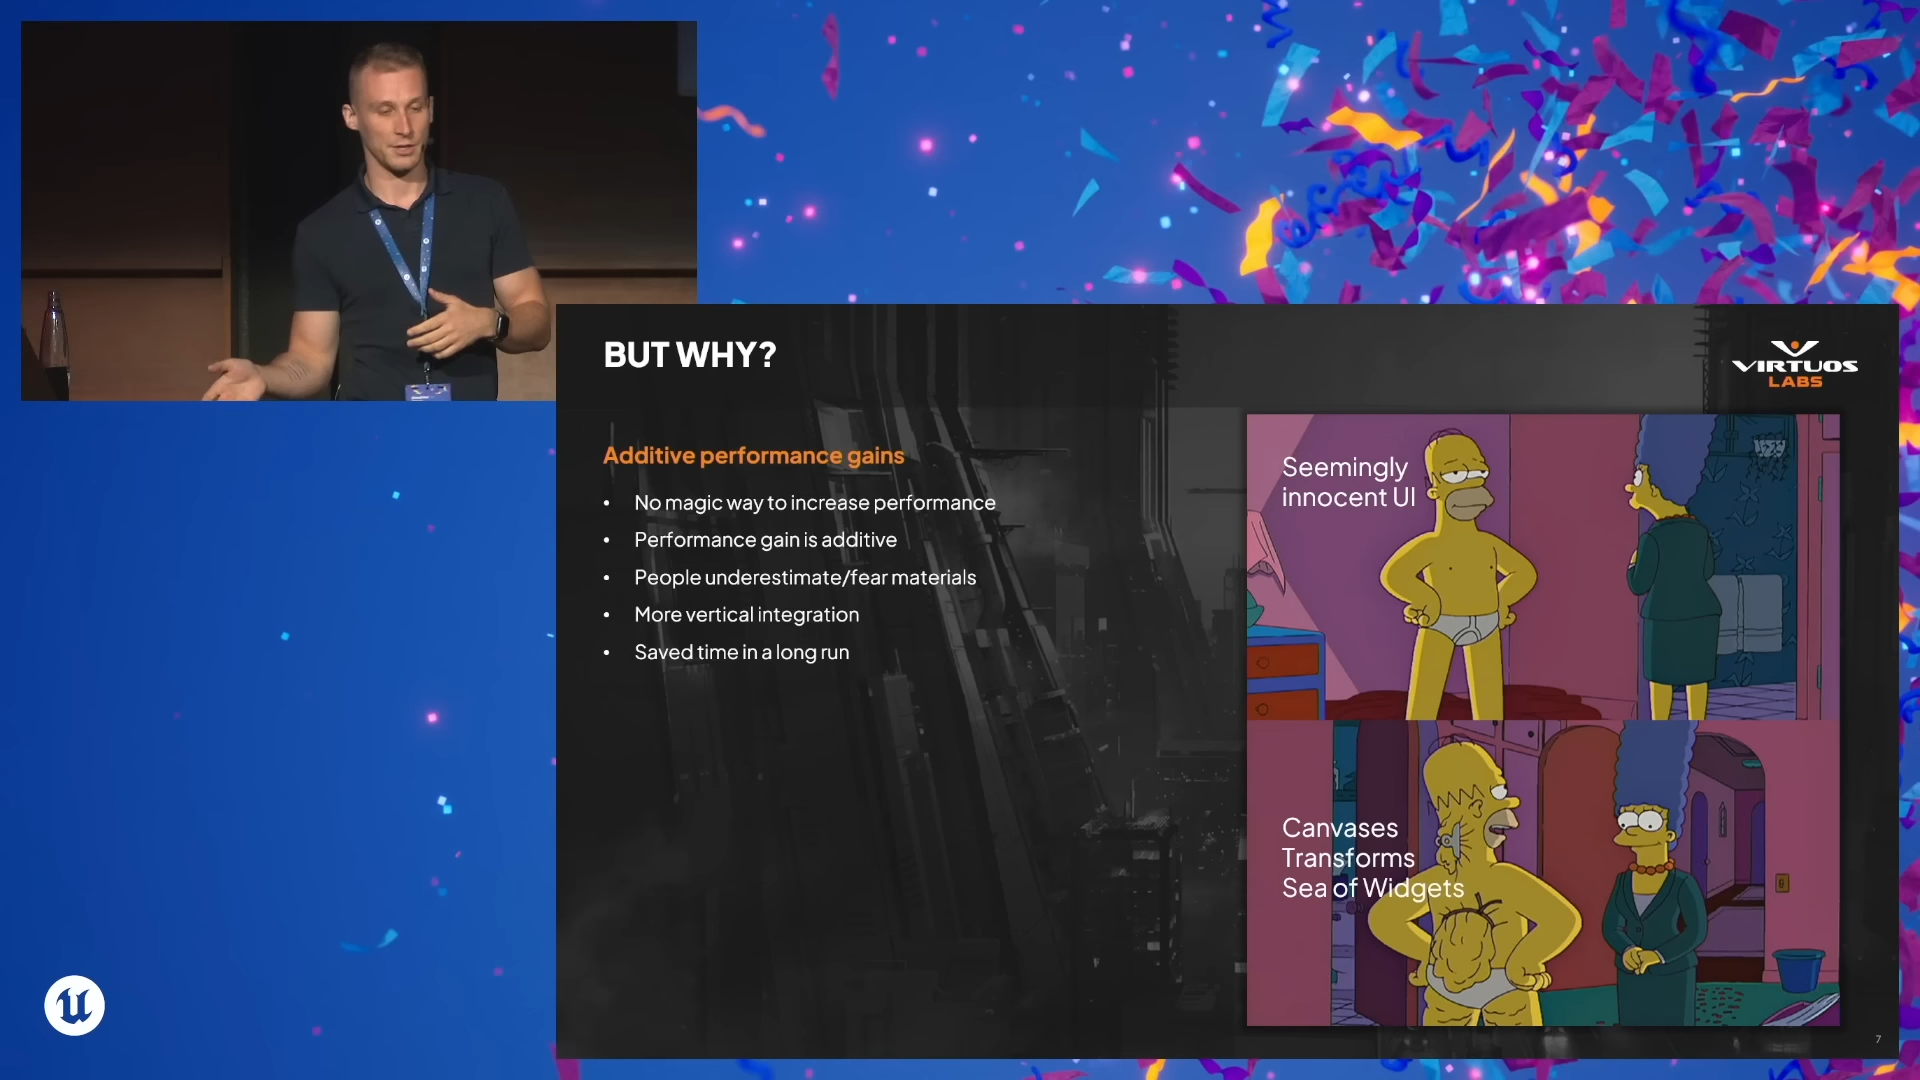 BUT WHY?
VIRTUOS
LABS
Additive performance gains
• No magic way to increase performance
• Performance gain is additive
• People underestimate/fear materials
• More vertical integration
• Saved time in a long run
Seemingly
innocent UI
Canvases
Transforms
Sea of Widgets
7